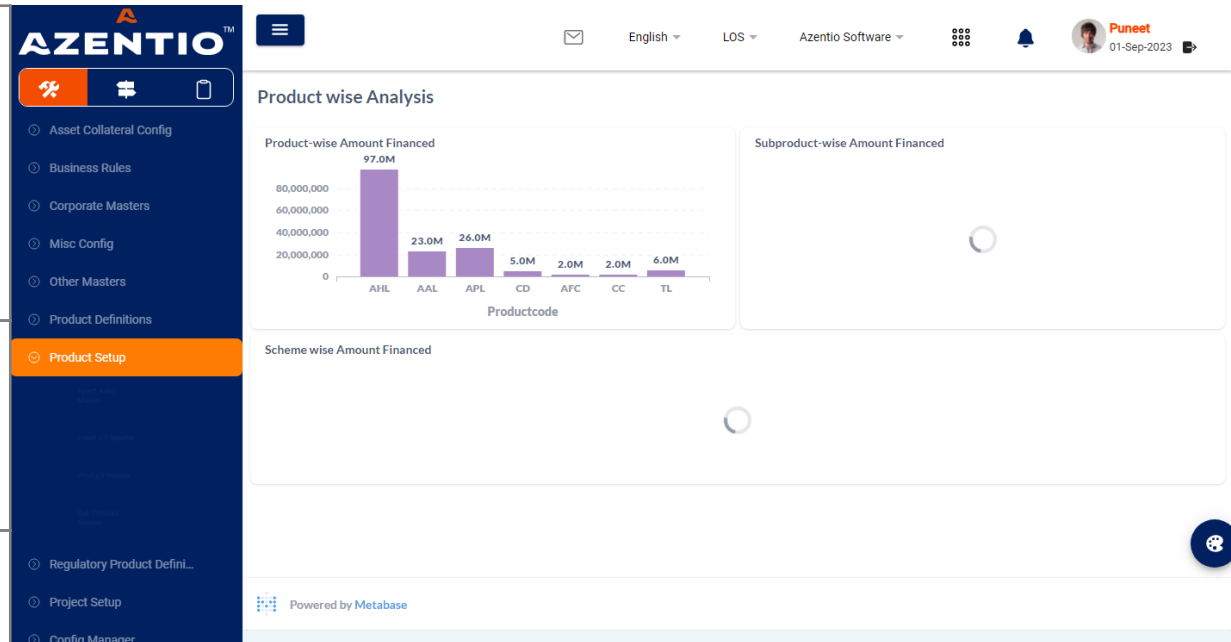 AZENTIO™
English
LOS
Azentio Software
Puneet
01-Sep-2023
Asset Collateral Config
Business Rules
Corporate Masters
Misc Config
Other Masters
Product Definitions
Product Setup
Regulatory Product Defini...
Project Setup
Config Manager
Product wise Analysis
Product-wise Amount Financed
97.0M
80,000,000
60,000,000
40,000,000
20,000,000
0
23.0M
26.0M
5.0M
2.0M
2.0M
6.0M
AHL
AAL
APL
CD
AFC
CC
TL
Productcode
Subproduct-wise Amount Financed
Scheme wise Amount Financed
Powered by Metabase